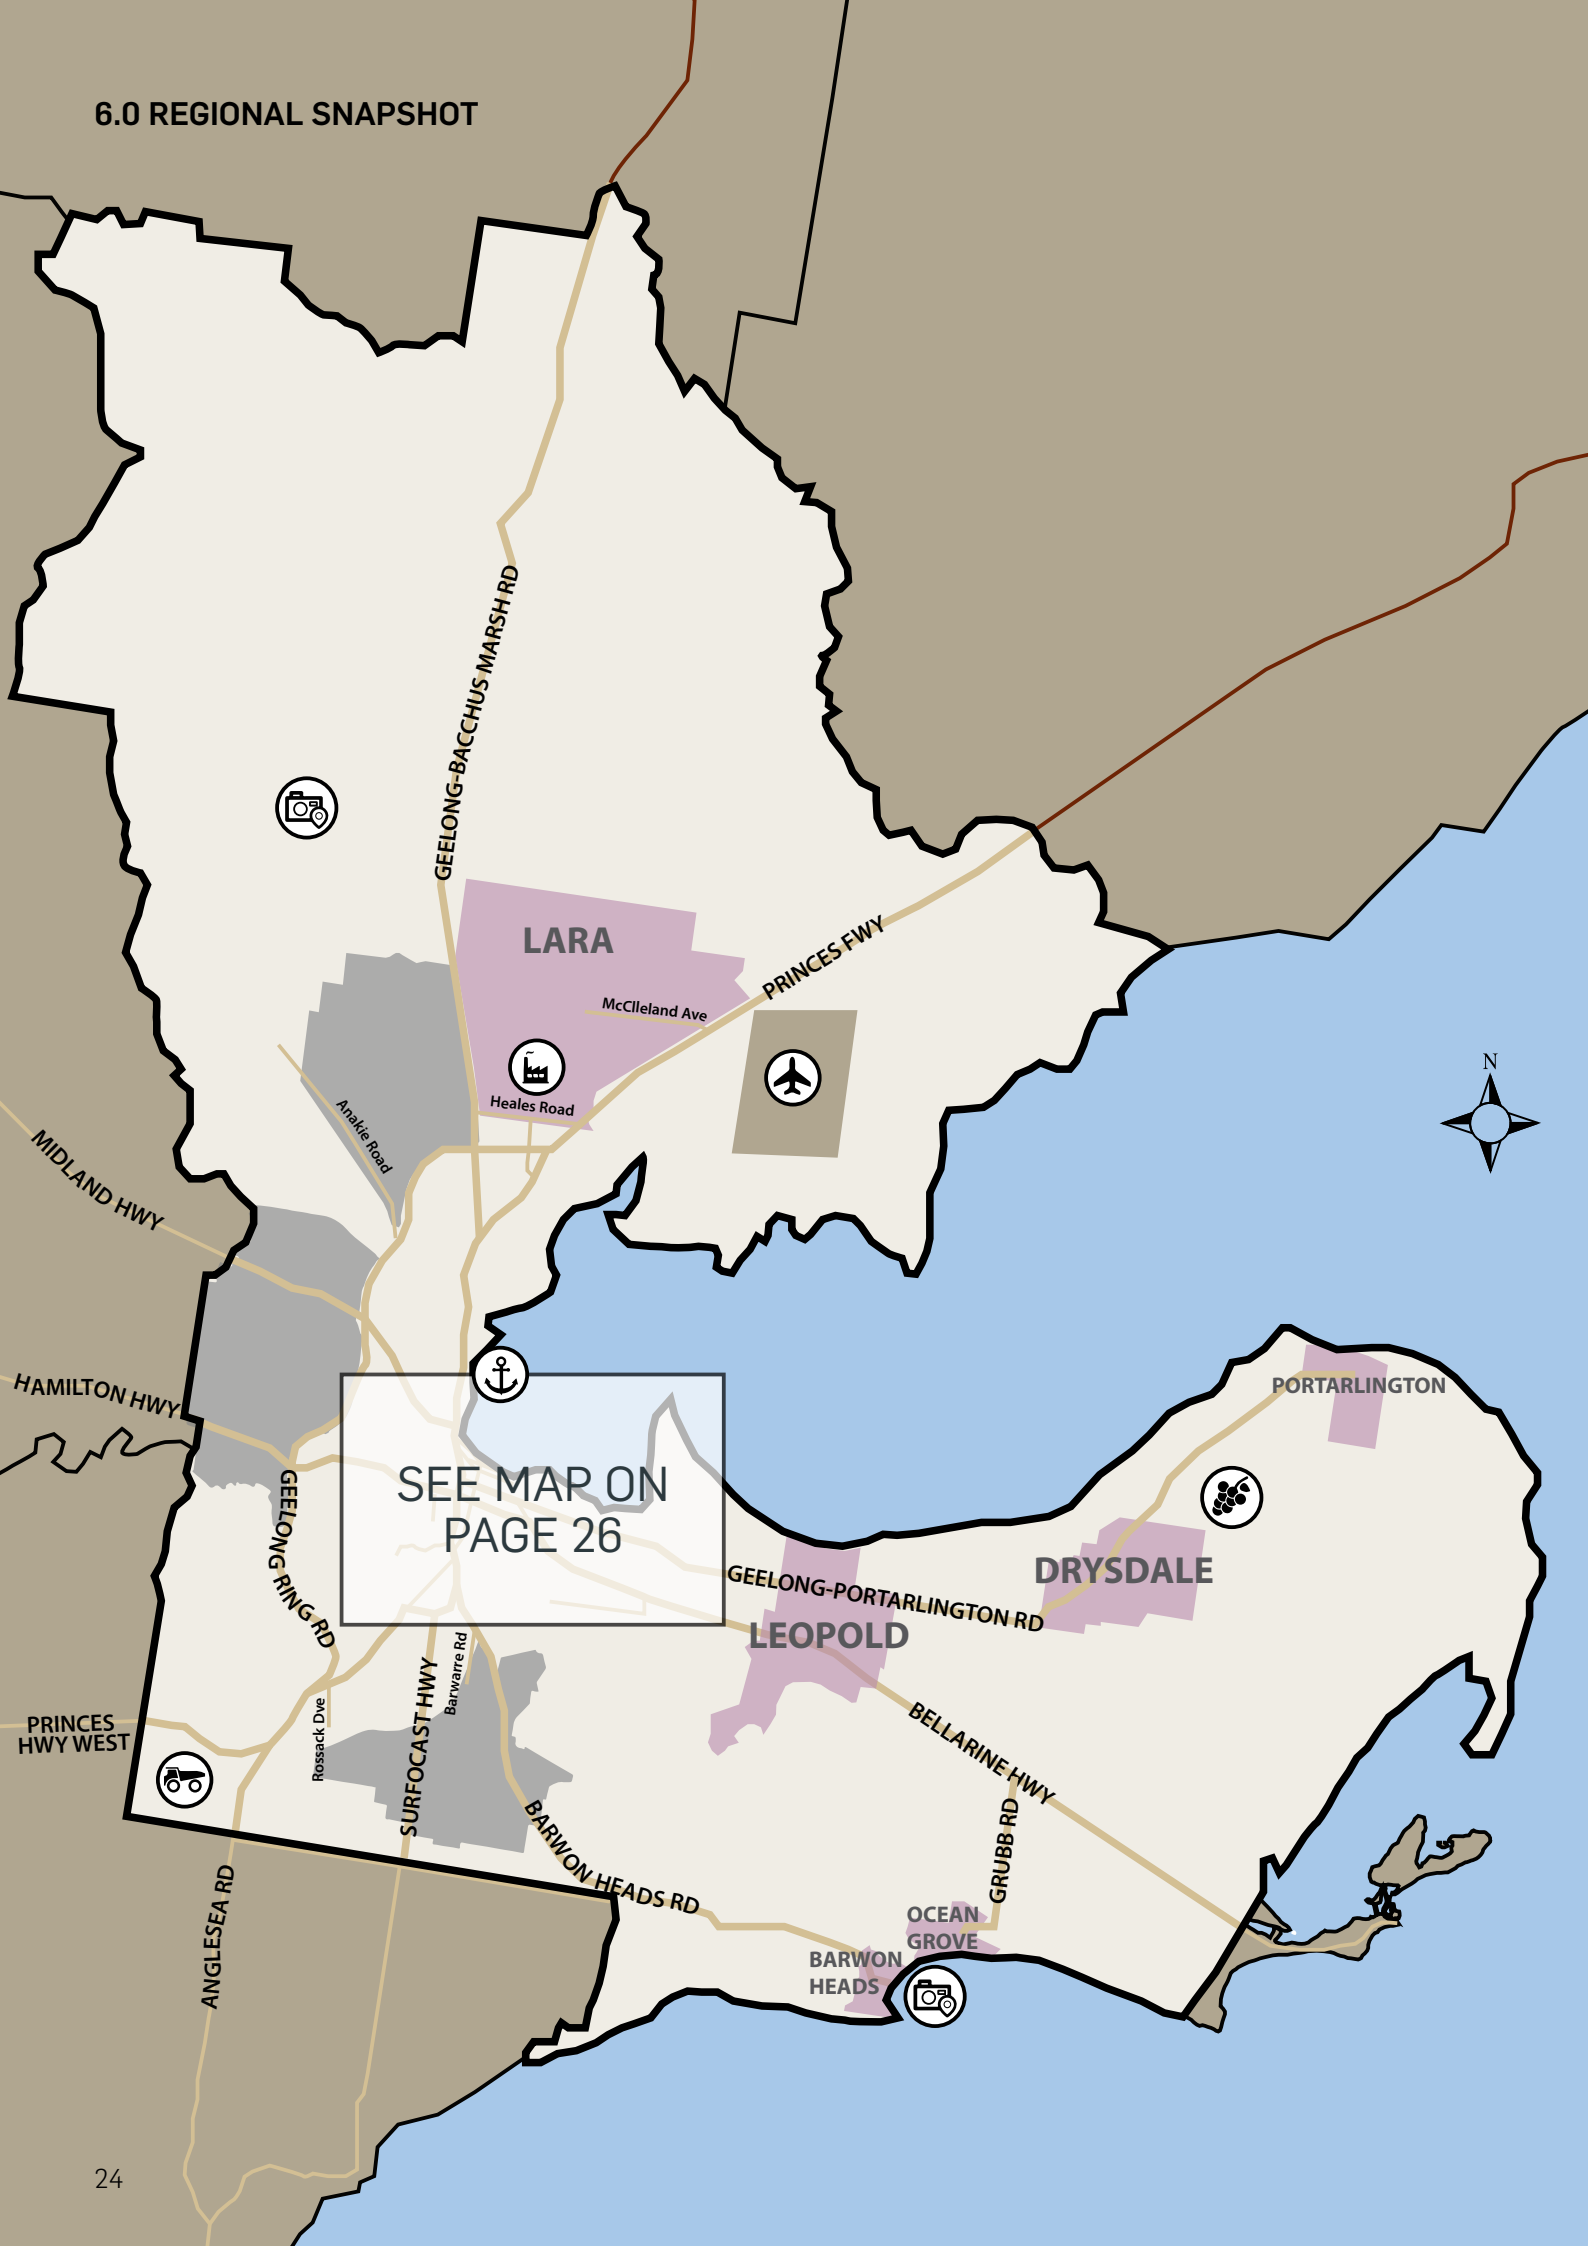 6.0 REGIONAL SNAPSHOT
GEELONG-BACCHUS MARSH RD
LARA
PRINCES FWY
McClleland Ave
Heales Road
Anakie Road
N
MIDLAND HWY
HAMILTON HWY
PORTARLINGTON
SEE MAP ON
PAGE 26
GEELONG RING RD
GEELONG-PORTARLINGTON RD
DRYSDALE
LEOPOLD
Barwarre Rd
Rossack Dve
SURFOCAST HWY
PRINCES
HWY WEST
BELLARINE HWY
BARWON HEADS RD
GRUBB RD
ANGLESEA RD
OCEAN
GROVE
BARWON
HEADS
24